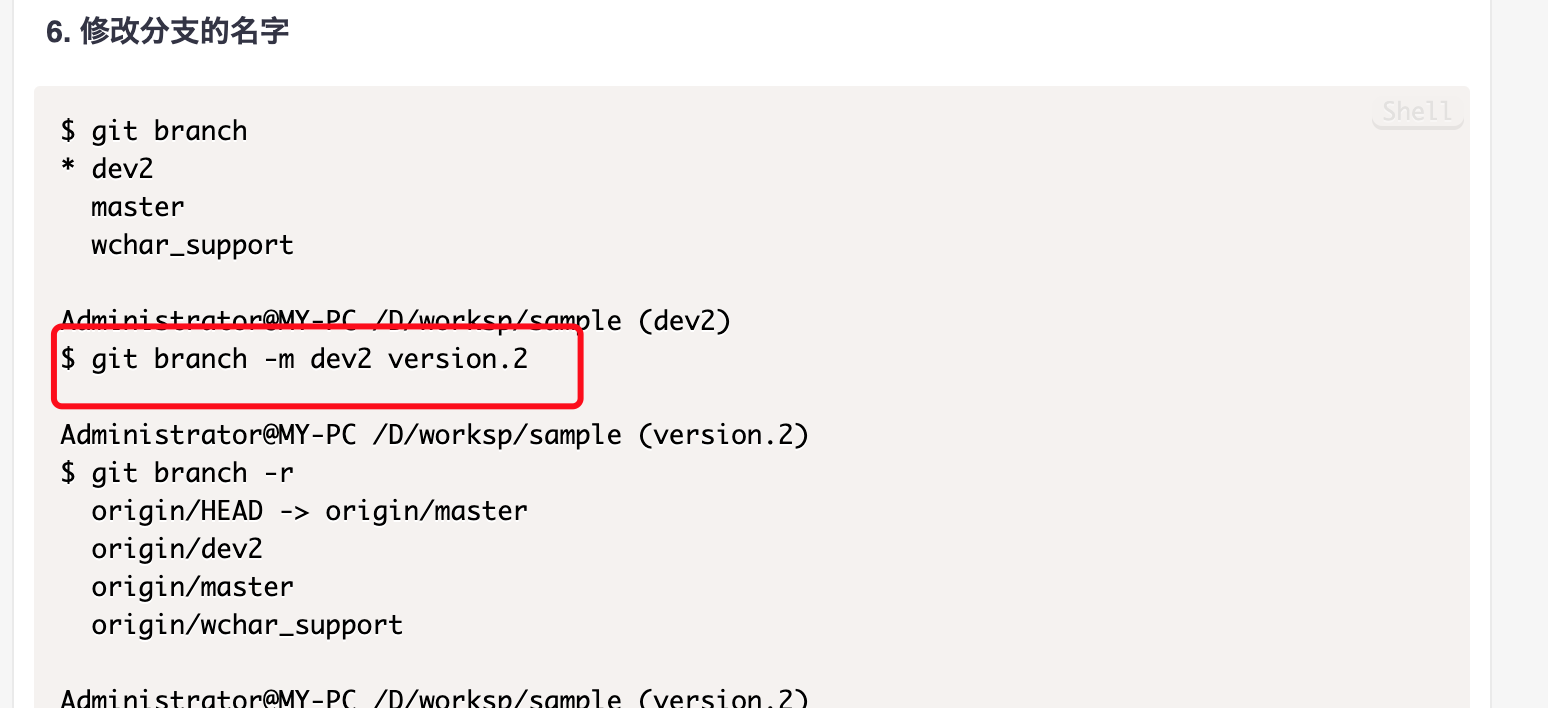 6. 修改分支的名字
Shell
$ git branch
* dev2
  master
  wchar_support
Administrator@MY-PC /D/worksp/sample (dev2)
$ git branch -m dev2 version.2
Administrator@MY-PC /D/worksp/sample (version.2)
$ git branch -r
  origin/HEAD -> origin/master
  origin/dev2
  origin/master
  origin/wchar_support
Administrator@MY-PC /D/worksp/sample (version.2)